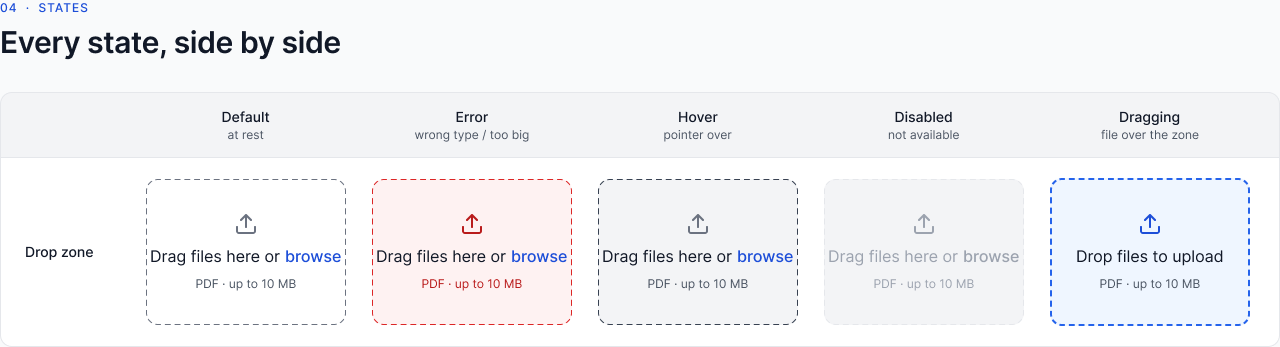 04 · STATES
Every state, side by side
Default
at rest
Error
wrong type / too big
Hover
pointer over
Disabled
not available
Dragging
file over the zone
Drop zone
Drag files here or browse
PDF · up to 10 MB
Drag files here or browse
PDF · up to 10 MB
Drag files here or browse
PDF · up to 10 MB
Drag files here or browse
PDF · up to 10 MB
Drop files to upload
PDF · up to 10 MB